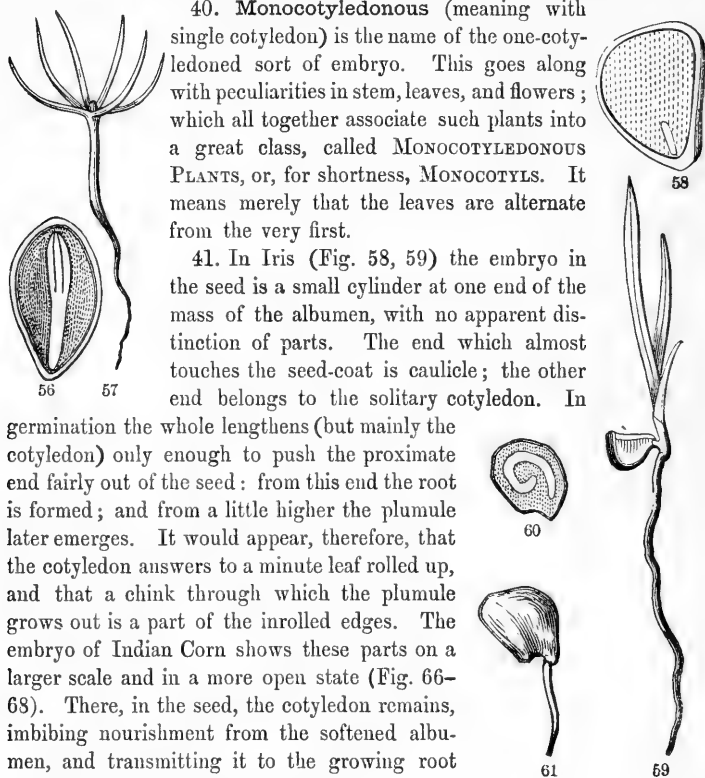 40. Monocotyledonous (meaning with
single cotyledon) is the name of the one-coty-
ledoned sort of embryo. This goes along
with peculiarities in stem, leaves, and flowers;
which all together associate such plants into
a great class, called MONOCOTYLEDONOUS
PLANTS, or, for shortness, MONOCOTYLS. It
means merely that the leaves are alternate
from the very first.
41. In Iris (Fig. 58, 59) the embryo in
the seed is a small cylinder at one end of the
mass of the albumen, with no apparent dis-
tinction of parts. The end which almost
touches the seed-coat is caulicle; the other
end belongs to the solitary cotyledon. In
germination the whole lengthens (but mainly the
cotyledon) only enough to push the proximate
end fairly out of the seed: from this end the root
is formed; and from a little higher the plumule
later emerges. It would appear, therefore, that
the cotyledon answers to a minute leaf rolled up,
and that a chink through which the plumule
grows out is a part of the inrolled edges. The
embryo of Indian Corn shows these parts on a
larger scale and in a more open state (Fig. 66–
68). There, in the seed, the cotyledon remains,
imbibing nourishment from the softened albu-
men, and transmitting it to the growing root
56 57
58
60
61
59